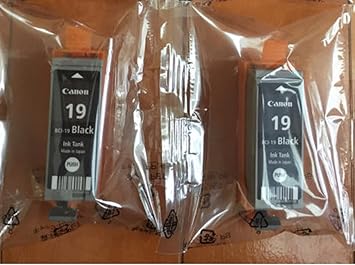 Canon
19
BCI-19 Black
Ink Tank
Made in Japan
PUSH
Canon
19
BCI-19 Black
Ink Tank
Made in Japan
PUSH